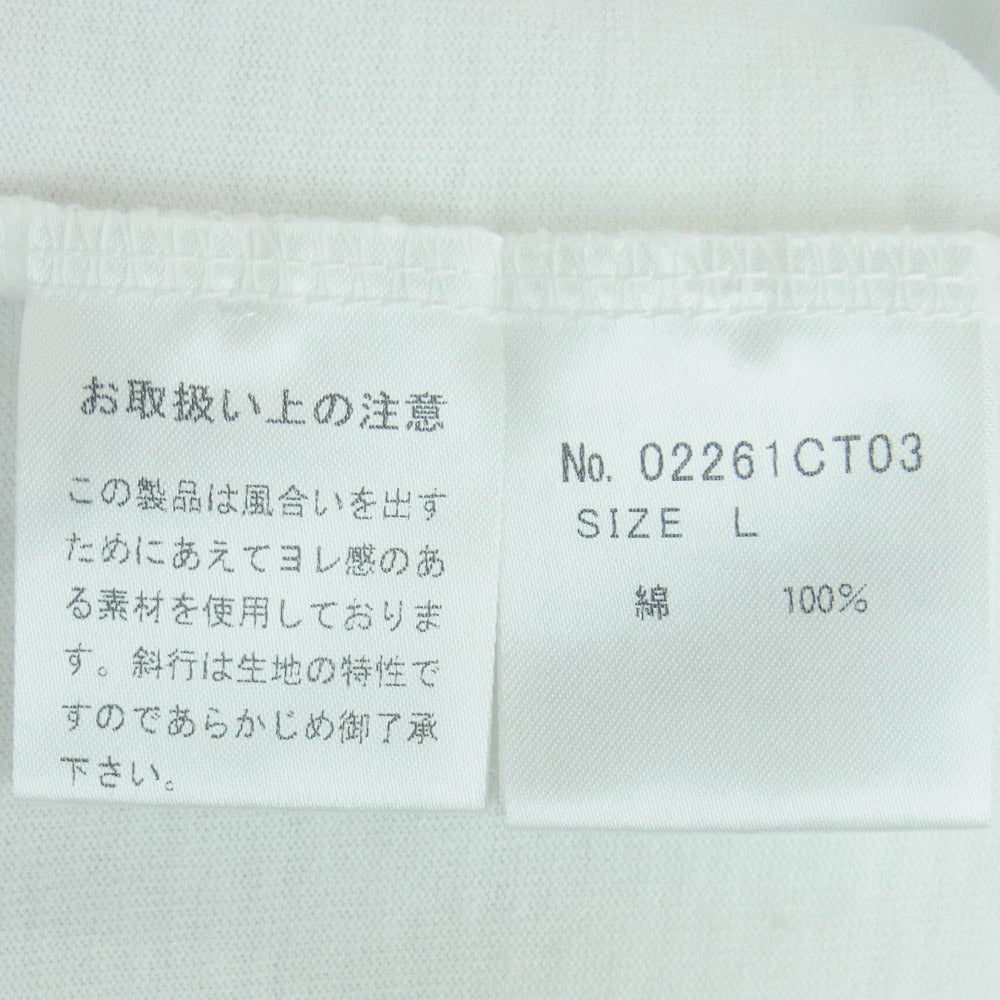 お取扱い上の注意
この製品は風合いを出す
ためにあえてヨレ感のあ
る素材を使用しておりま
す。斜行は生地の特性で
すのであらかじめ御了承
下さい。
No. 02261CT03
SIZE L
綿 100%